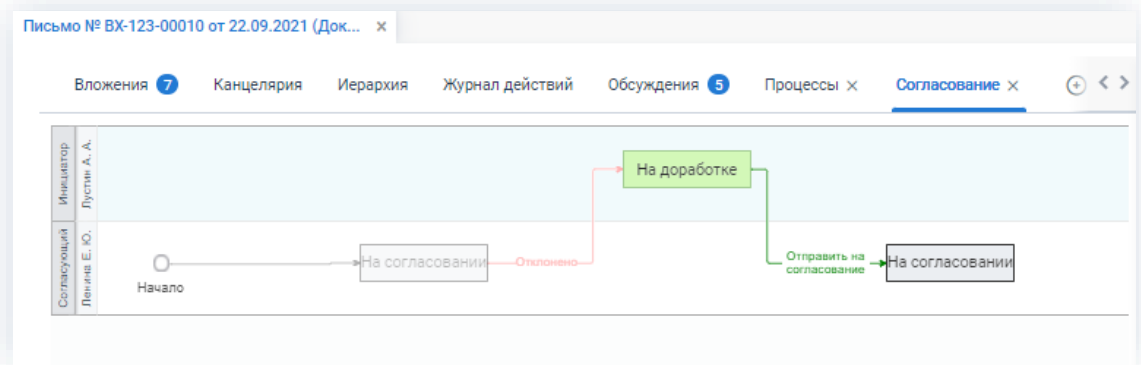 Письмо № ВХ-123-00010 от 22.09.2021 (Док... ×
Вложения 7 Канцелярия Иерархия Журнал действий Обсуждения 5 Процессы × Согласование ×
Инициатор
Лустин А. А.
На доработке
Согласующий
Ленина Е. Ю.
Начало
На согласовании
Отклонено
Отправить на
согласование
На согласовании